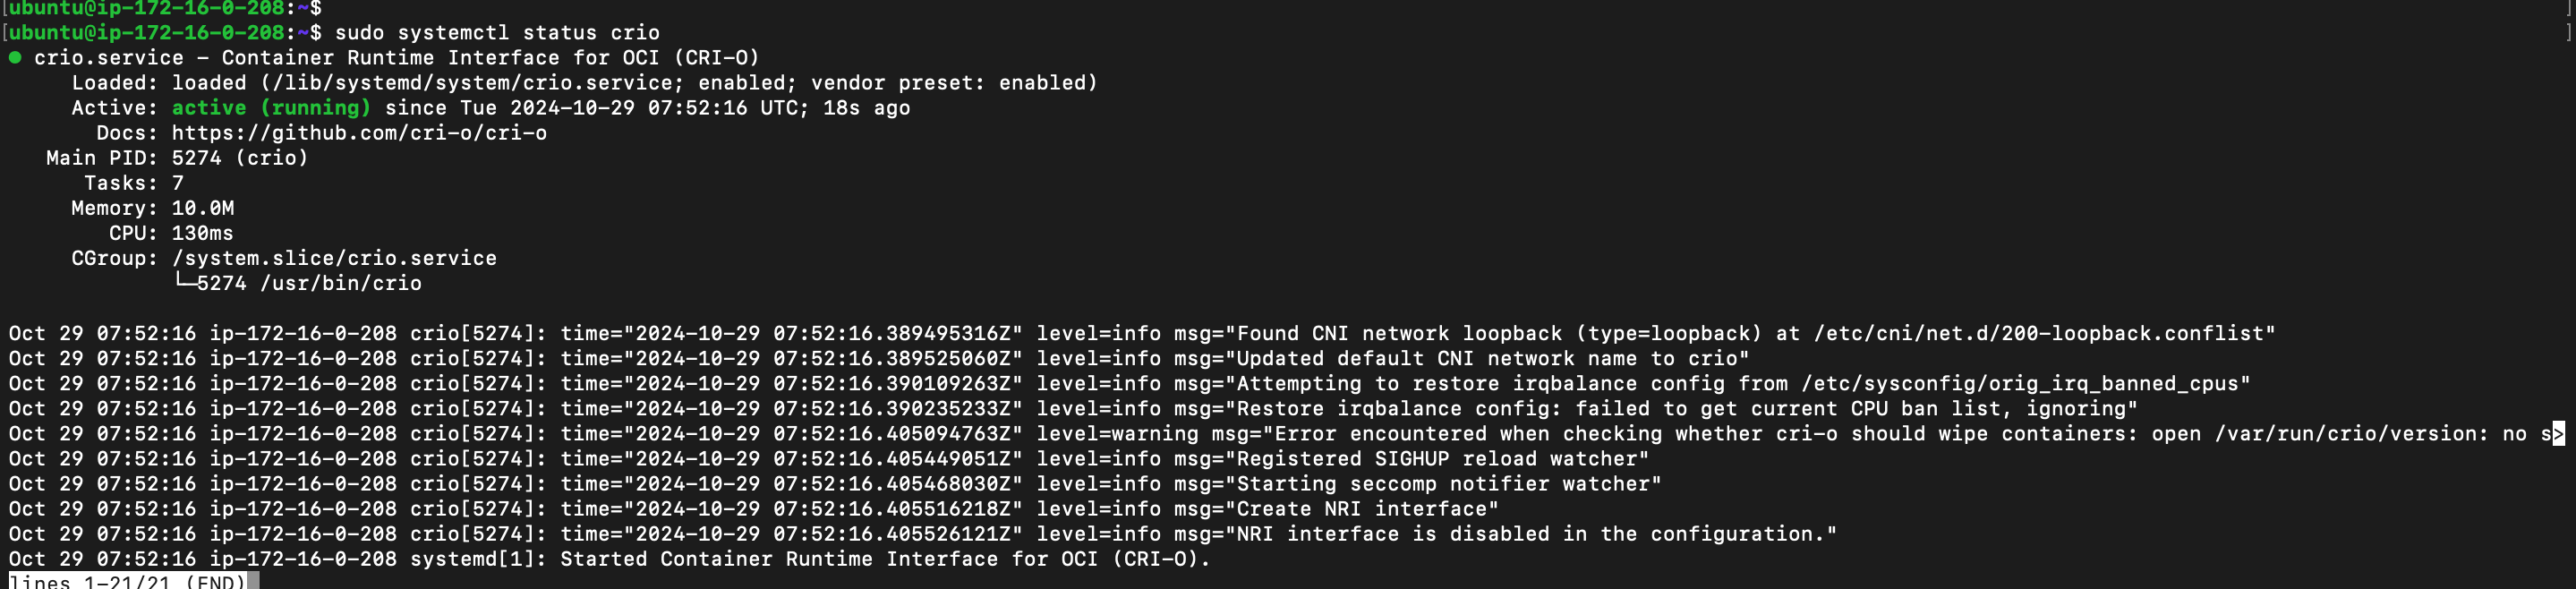 [ubuntu@ip-172-16-0-208:~$ ]
[ubuntu@ip-172-16-0-208:~$ sudo systemctl status crio ]
● crio.service – Container Runtime Interface for OCI (CRI-O)
Loaded: loaded (/lib/systemd/system/crio.service; enabled; vendor preset: enabled)
Active: active (running) since Tue 2024-10-29 07:52:16 UTC; 18s ago
Docs: https://github.com/cri-o/cri-o
Main PID: 5274 (crio)
Tasks: 7
Memory: 10.0M
CPU: 130ms
CGroup: /system.slice/crio.service
└─5274 /usr/bin/crio
Oct 29 07:52:16 ip-172-16-0-208 crio[5274]: time="2024-10-29 07:52:16.389495316Z" level=info msg="Found CNI network loopback (type=loopback) at /etc/cni/net.d/200-loopback.conflist"
Oct 29 07:52:16 ip-172-16-0-208 crio[5274]: time="2024-10-29 07:52:16.389525060Z" level=info msg="Updated default CNI network name to crio"
Oct 29 07:52:16 ip-172-16-0-208 crio[5274]: time="2024-10-29 07:52:16.390109263Z" level=info msg="Attempting to restore irqbalance config from /etc/sysconfig/orig_irq_banned_cpus"
Oct 29 07:52:16 ip-172-16-0-208 crio[5274]: time="2024-10-29 07:52:16.390235233Z" level=info msg="Restore irqbalance config: failed to get current CPU ban list, ignoring"
Oct 29 07:52:16 ip-172-16-0-208 crio[5274]: time="2024-10-29 07:52:16.405094763Z" level=warning msg="Error encountered when checking whether cri-o should wipe containers: open /var/run/crio/version: no s>
Oct 29 07:52:16 ip-172-16-0-208 crio[5274]: time="2024-10-29 07:52:16.405449051Z" level=info msg="Registered SIGHUP reload watcher"
Oct 29 07:52:16 ip-172-16-0-208 crio[5274]: time="2024-10-29 07:52:16.405468030Z" level=info msg="Starting seccomp notifier watcher"
Oct 29 07:52:16 ip-172-16-0-208 crio[5274]: time="2024-10-29 07:52:16.405516218Z" level=info msg="Create NRI interface"
Oct 29 07:52:16 ip-172-16-0-208 crio[5274]: time="2024-10-29 07:52:16.405526121Z" level=info msg="NRI interface is disabled in the configuration."
Oct 29 07:52:16 ip-172-16-0-208 systemd[1]: Started Container Runtime Interface for OCI (CRI-O).
lines 1-21/21 (END)